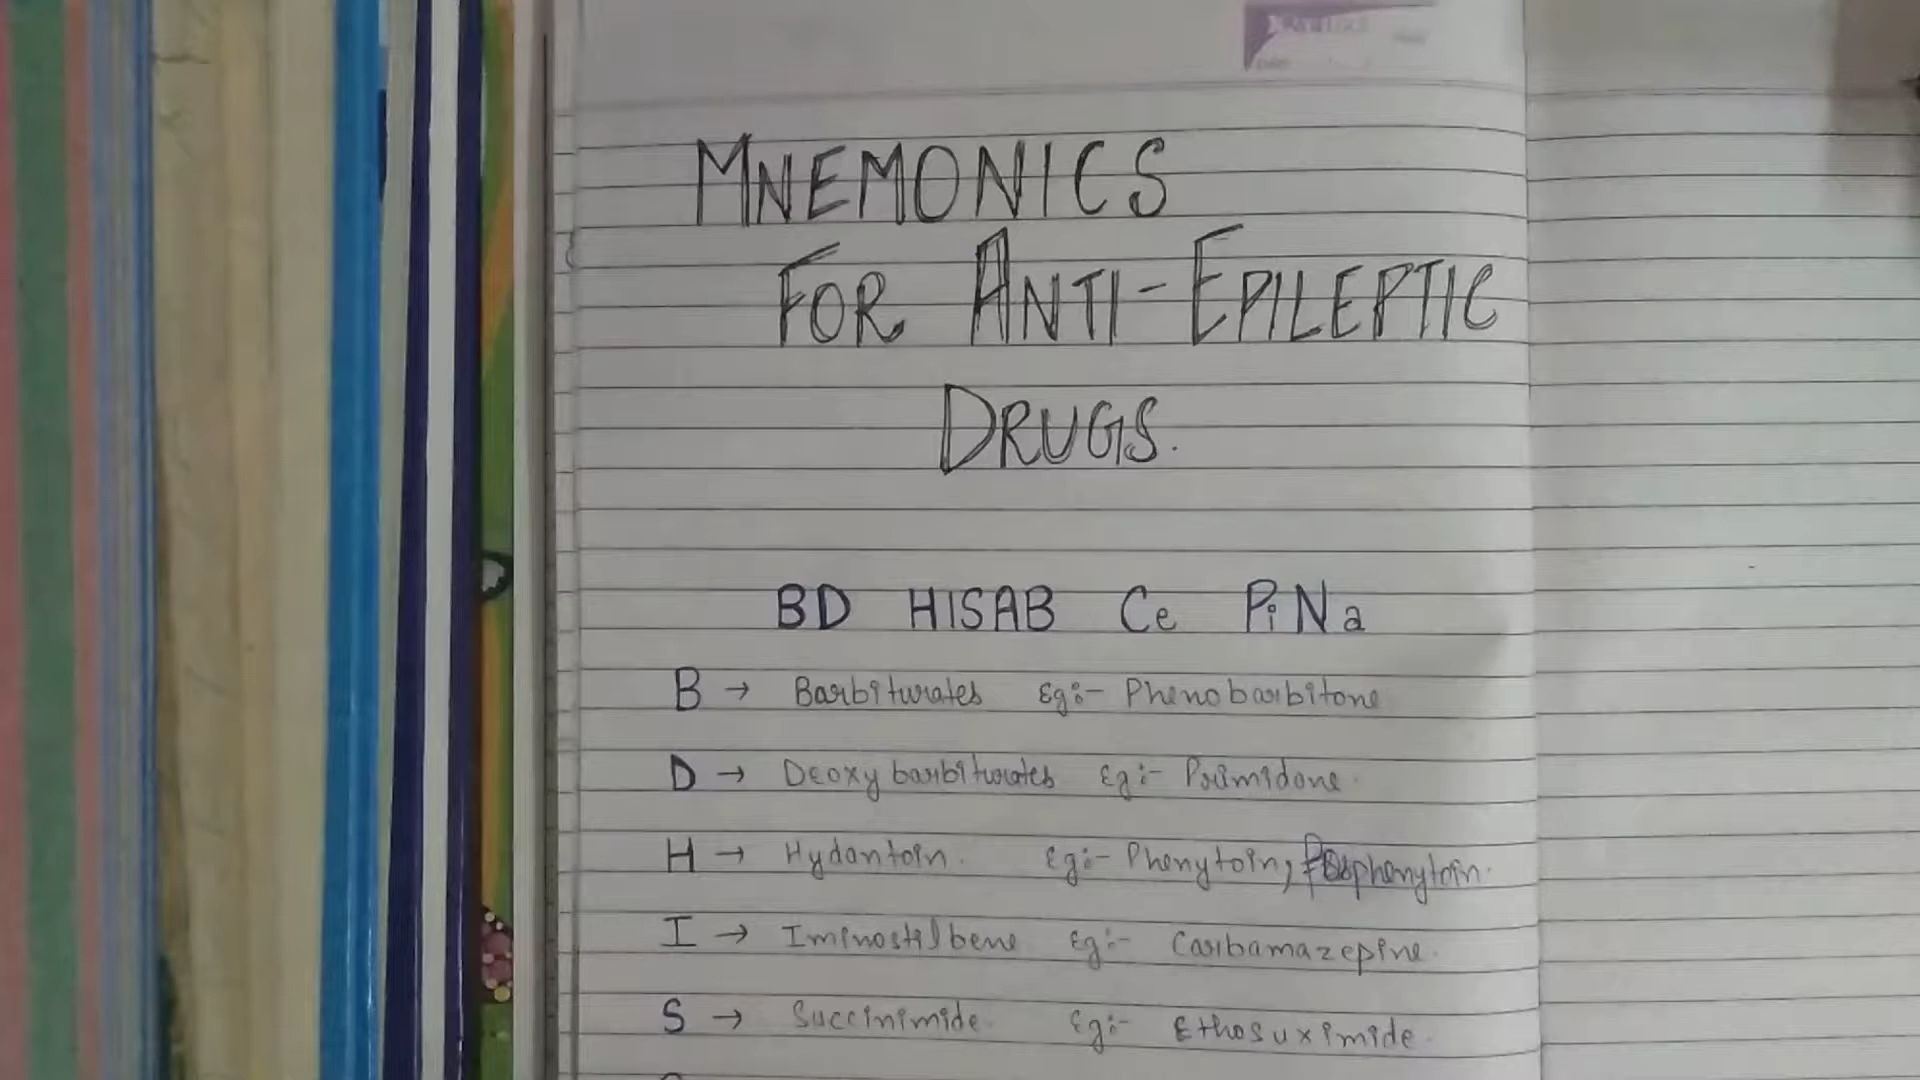 MNEMONICS
FOR ANTI-EPILEPTIC
DRUGS.
BD HISAB Ce PiNa
B → Barbiturates Eg:- Phenobarbitone
D → Deoxybarbiturates Eg:- Primidone.
H → Hydantoin. Eg:- Phenytoin, Fosphenytoin.
I → Iminostilbene Eg:- Carbamazepine.
S → Succinimide. Eg:- Ethosuximide.